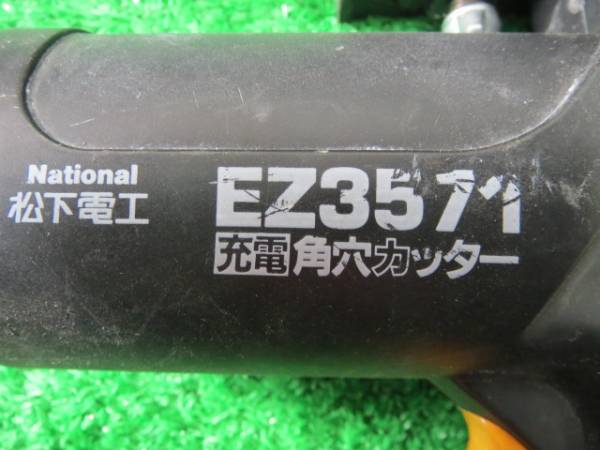 National
松下電工
EZ3571
充電角穴カッター